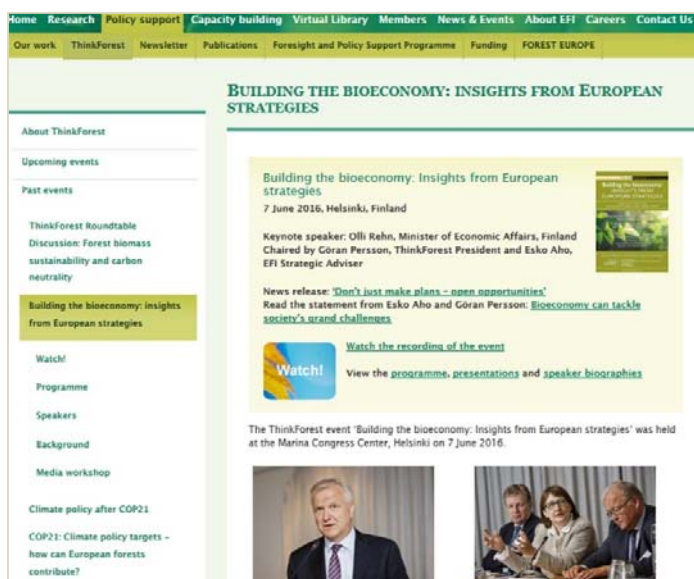 Home Research Policy support Capacity building Virtual Library Members News & Events About EFI Careers Contact Us
Our work ThinkForest Newsletter Publications Foresight and Policy Support Programme Funding FOREST EUROPE
BUILDING THE BIOECONOMY: INSIGHTS FROM EUROPEAN
STRATEGIES
About ThinkForest
Upcoming events
Past events
ThinkForest Roundtable
Discussion: Forest biomass
sustainability and carbon
neutrality
Building the bioeconomy: insights
from European strategies
Watch!
Programme
Speakers
Background
Media workshop
Climate policy after COP21
COP21: Climate policy targets –
how can European forests
contribute?
Building the bioeconomy: Insights from European
strategies
7 June 2016, Helsinki, Finland
Keynote speaker: Olli Rehn, Minister of Economic Affairs, Finland
Chaired by Göran Persson, ThinkForest President and Esko Aho,
EFI Strategic Adviser
News release: 'Don't just make plans – open opportunities'
Read the statement from Esko Aho and Göran Persson: Bioeconomy can tackle
society's grand challenges
Watch!
Watch the recording of the event
View the programme, presentations and speaker biographies
Building the bioeconomy
INSIGHTS FROM
EUROPEAN STRATEGIES
The ThinkForest event 'Building the bioeconomy: Insights from European strategies' was held
at the Marina Congress Center, Helsinki on 7 June 2016.